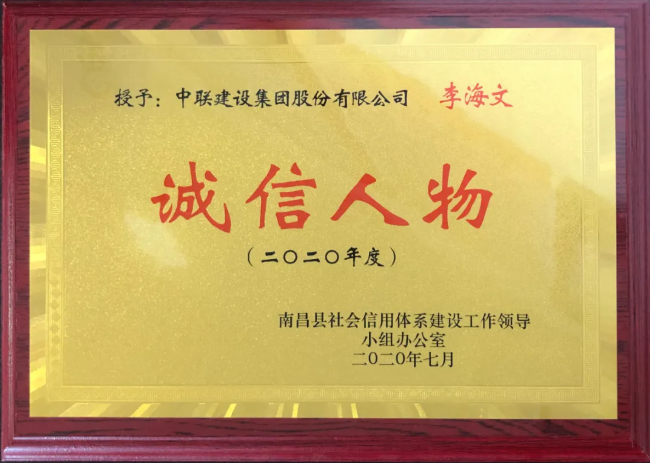 授予：中联建设集团股份有限公司 李海文
诚信人物
（二〇二〇年度）
南昌县社会信用体系建设工作领导
小组办公室
二〇二〇年七月